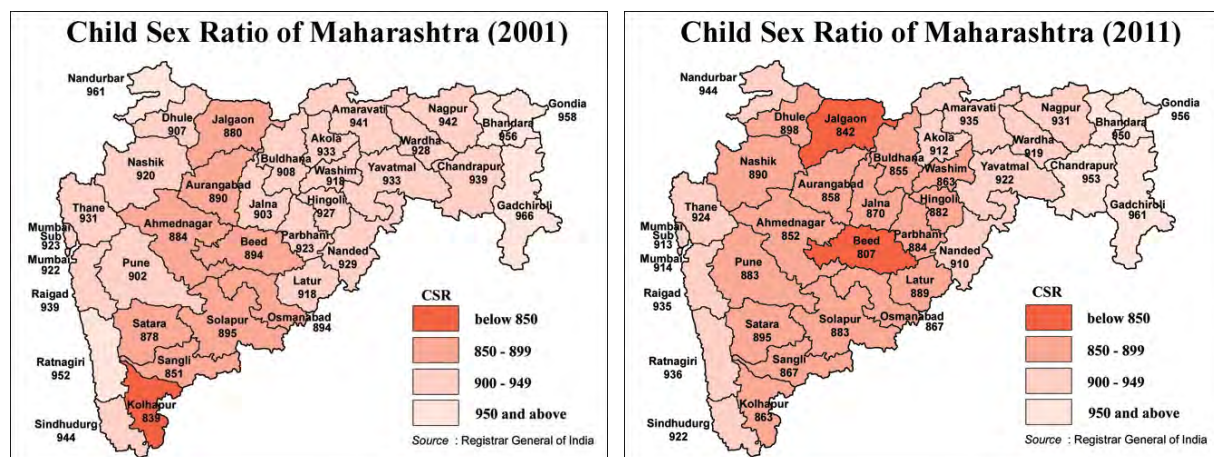 Child Sex Ratio of Maharashtra (2001)
Nandurbar
961
Dhule
907
Jalgaon
880
Nashik
920
Aurangabad
890
Buldhana
908
Akola
933
Amaravati
941
Washim
918
Wardha
928
Nagpur
942
Bhandara
956
Gondia
958
Yavatmal
933
Chandrapur
939
Gadchiroli
966
Thane
931
Mumbai
Sub
923
Mumbai
922
Raigad
939
Ahmednagar
884
Jalna
903
Hingoli
927
Parbhani
923
Nanded
929
Beed
894
Pune
902
Latur
918
Osmanabad
894
Solapur
895
Satara
878
Sangli
851
Ratnagiri
952
Kolhapur
839
Sindhudurg
944
CSR
below 850
850 - 899
900 - 949
950 and above
Source : Registrar General of India
Child Sex Ratio of Maharashtra (2011)
Nandurbar
944
Dhule
898
Jalgaon
842
Nashik
890
Aurangabad
858
Buldhana
855
Akola
912
Amaravati
935
Washim
863
Wardha
919
Nagpur
931
Bhandara
950
Gondia
956
Yavatmal
922
Chandrapur
953
Gadchiroli
961
Thane
924
Mumbai
Sub
913
Mumbai
914
Raigad
935
Ahmednagar
852
Jalna
870
Hingoli
882
Parbhani
884
Nanded
910
Beed
807
Pune
883
Latur
889
Osmanabad
867
Solapur
883
Satara
895
Sangli
867
Ratnagiri
936
Kolhapur
863
Sindhudurg
922
CSR
below 850
850 - 899
900 - 949
950 and above
Source : Registrar General of India